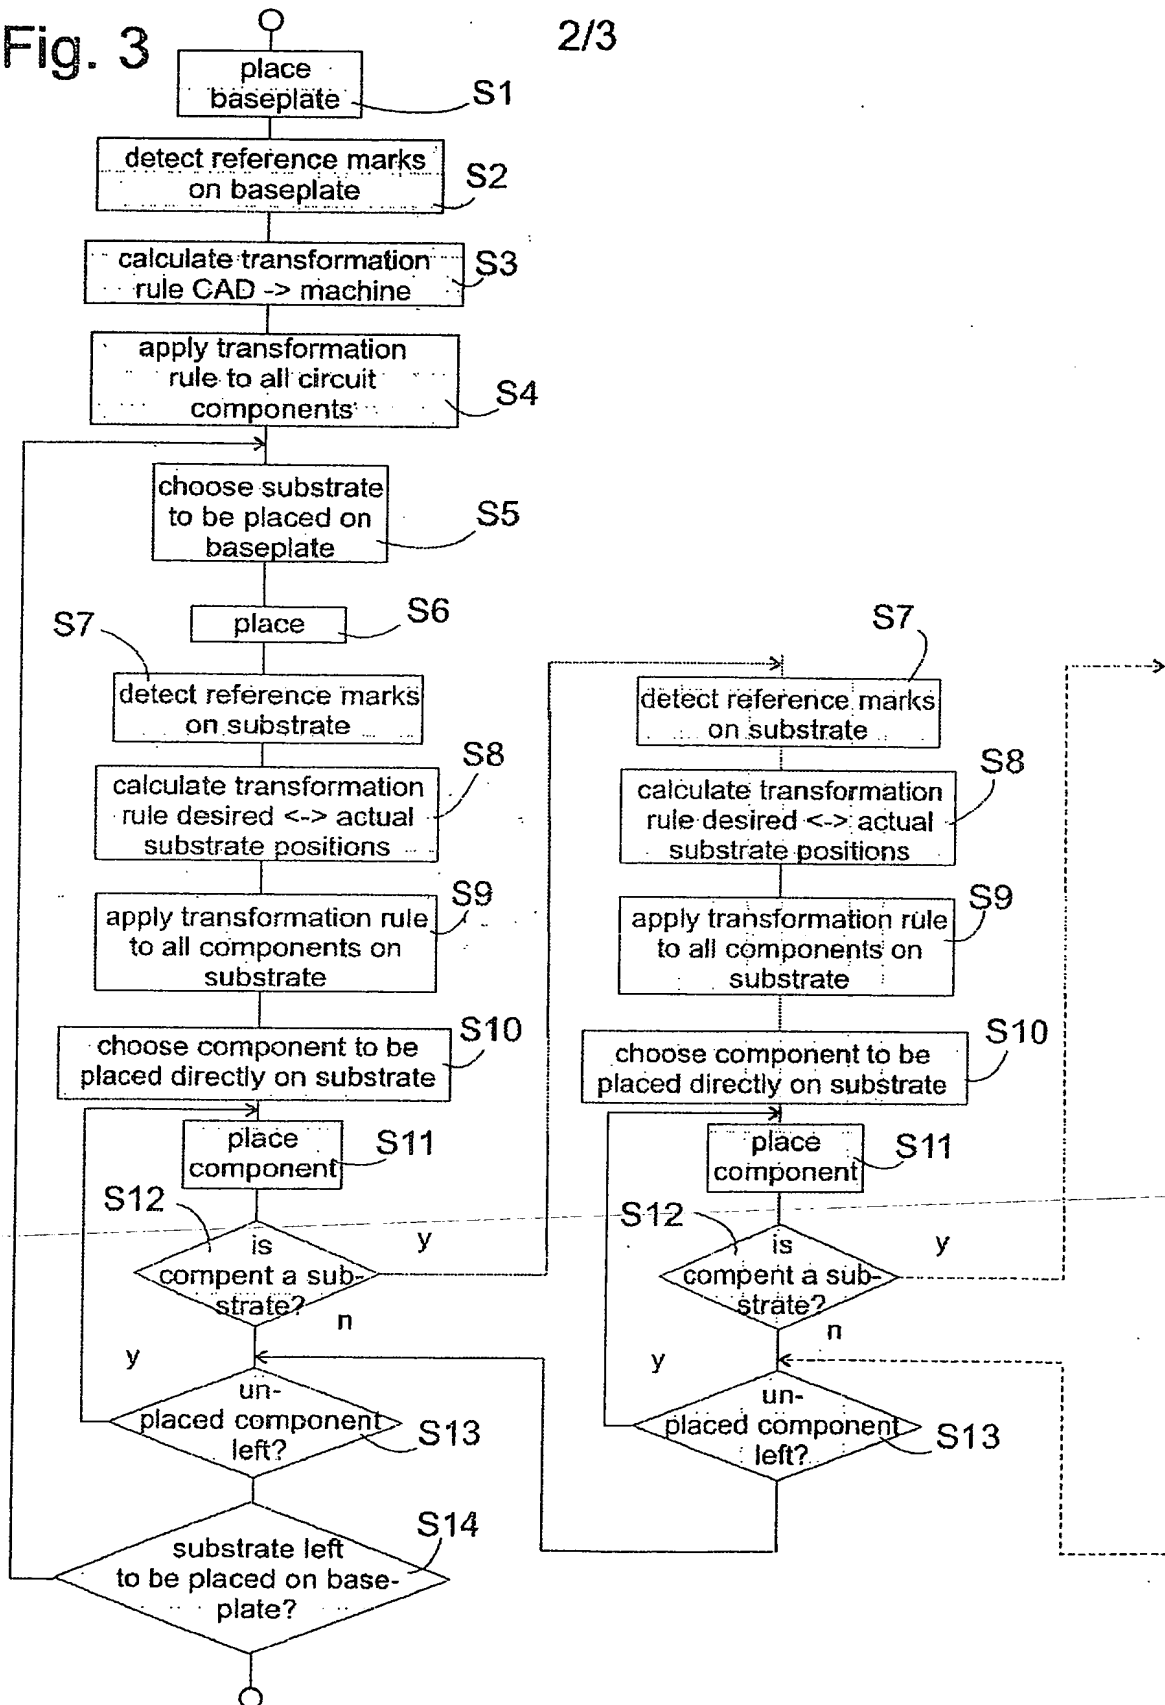 Fig. 3
2/3
place
baseplate
S1
detect reference marks
on baseplate
S2
calculate transformation
rule CAD -> machine
S3
apply transformation
rule to all circuit
components
S4
choose substrate
to be placed on
baseplate
S5
place
S6
S7
detect reference marks
on substrate
calculate transformation
rule desired <-> actual
substrate positions
S8
apply transformation rule
to all components on
substrate
S9
choose component to be
placed directly on substrate
S10
place
component
S11
S12
is
compent a sub-
strate?
y
n
y
un-
placed component
left?
S13
substrate left
to be placed on base-
plate?
S14
S7
detect reference marks
on substrate
calculate transformation
rule desired <-> actual
substrate positions
S8
apply transformation rule
to all components on
substrate
S9
choose component to be
placed directly on substrate
S10
place
component
S11
S12
is
compent a sub-
strate?
y
n
y
un-
placed component
left?
S13